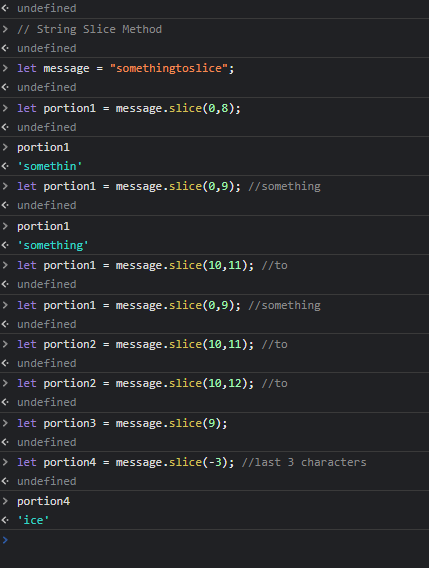 undefined
// String Slice Method
undefined
let message = "somethingtoslice";
undefined
let portion1 = message.slice(0,8);
undefined
portion1
'somethin'
let portion1 = message.slice(0,9); //something
undefined
portion1
'something'
let portion1 = message.slice(10,11); //to
undefined
let portion1 = message.slice(0,9); //something
undefined
let portion2 = message.slice(10,11); //to
undefined
let portion2 = message.slice(10,12); //to
undefined
let portion3 = message.slice(9);
undefined
let portion4 = message.slice(-3); //last 3 characters
undefined
portion4
'ice'